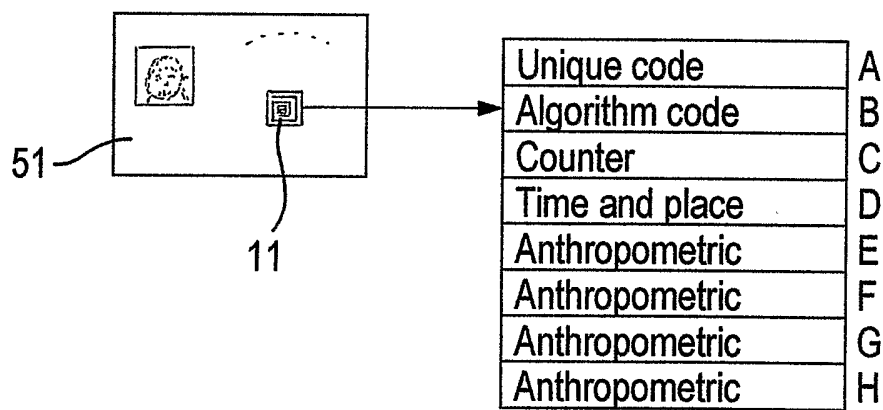 Unique code A
Algorithm code B
Counter C
Time and place D
Anthropometric E
Anthropometric F
Anthropometric G
Anthropometric H
51
11